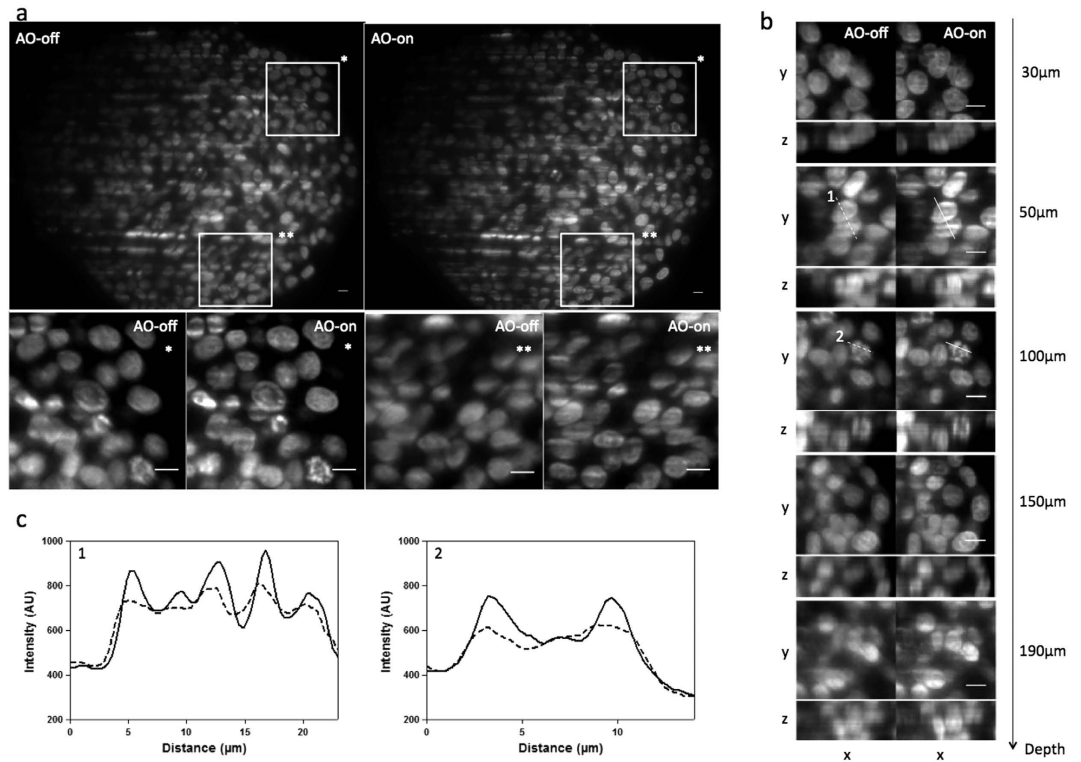 a
AO-off
AO-on
*
*
**
**
AO-off
*
AO-on
*
AO-off
**
AO-on
**
b
AO-off
AO-on
y
30µm
z
1
y
50µm
z
2
y
100µm
z
y
150µm
z
y
190µm
z
x
x
Depth
c
1
Intensity (AU)
1000
800
600
400
200
0
5
10
15
20
Distance (µm)
2
Intensity (AU)
1000
800
600
400
200
0
5
10
Distance (µm)